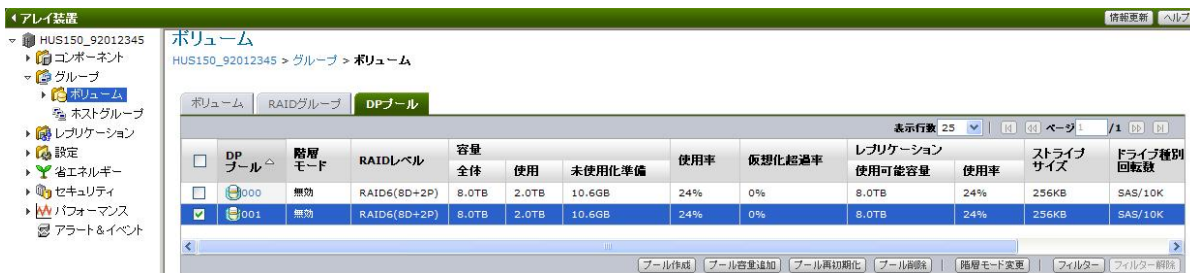 アレイ装置
情報更新 ヘルプ
HUS150_92012345
コンポーネント
グループ
ボリューム
ホストグループ
レプリケーション
設定
省エネルギー
セキュリティ
パフォーマンス
アラート&イベント
ボリューム
HUS150_92012345 > グループ > ボリューム
ボリューム RAIDグループ DPプール
表示行数 25 ページ 1 /1
DPプール 階層モード RAIDレベル 容量 使用率 仮想化超過率 レプリケーション ストライプサイズ ドライブ種別 回転数
全体 使用 未使用化準備 使用可能容量 使用率
000 無効 RAID6(8D+2P) 8.0TB 2.0TB 10.6GB 24% 0% 8.0TB 24% 256KB SAS/10K
001 無効 RAID6(8D+2P) 8.0TB 2.0TB 10.6GB 24% 0% 8.0TB 24% 256KB SAS/10K
プール作成 プール容量追加 プール再初期化 プール削除 | 階層モード変更 | フィルター フィルター解除